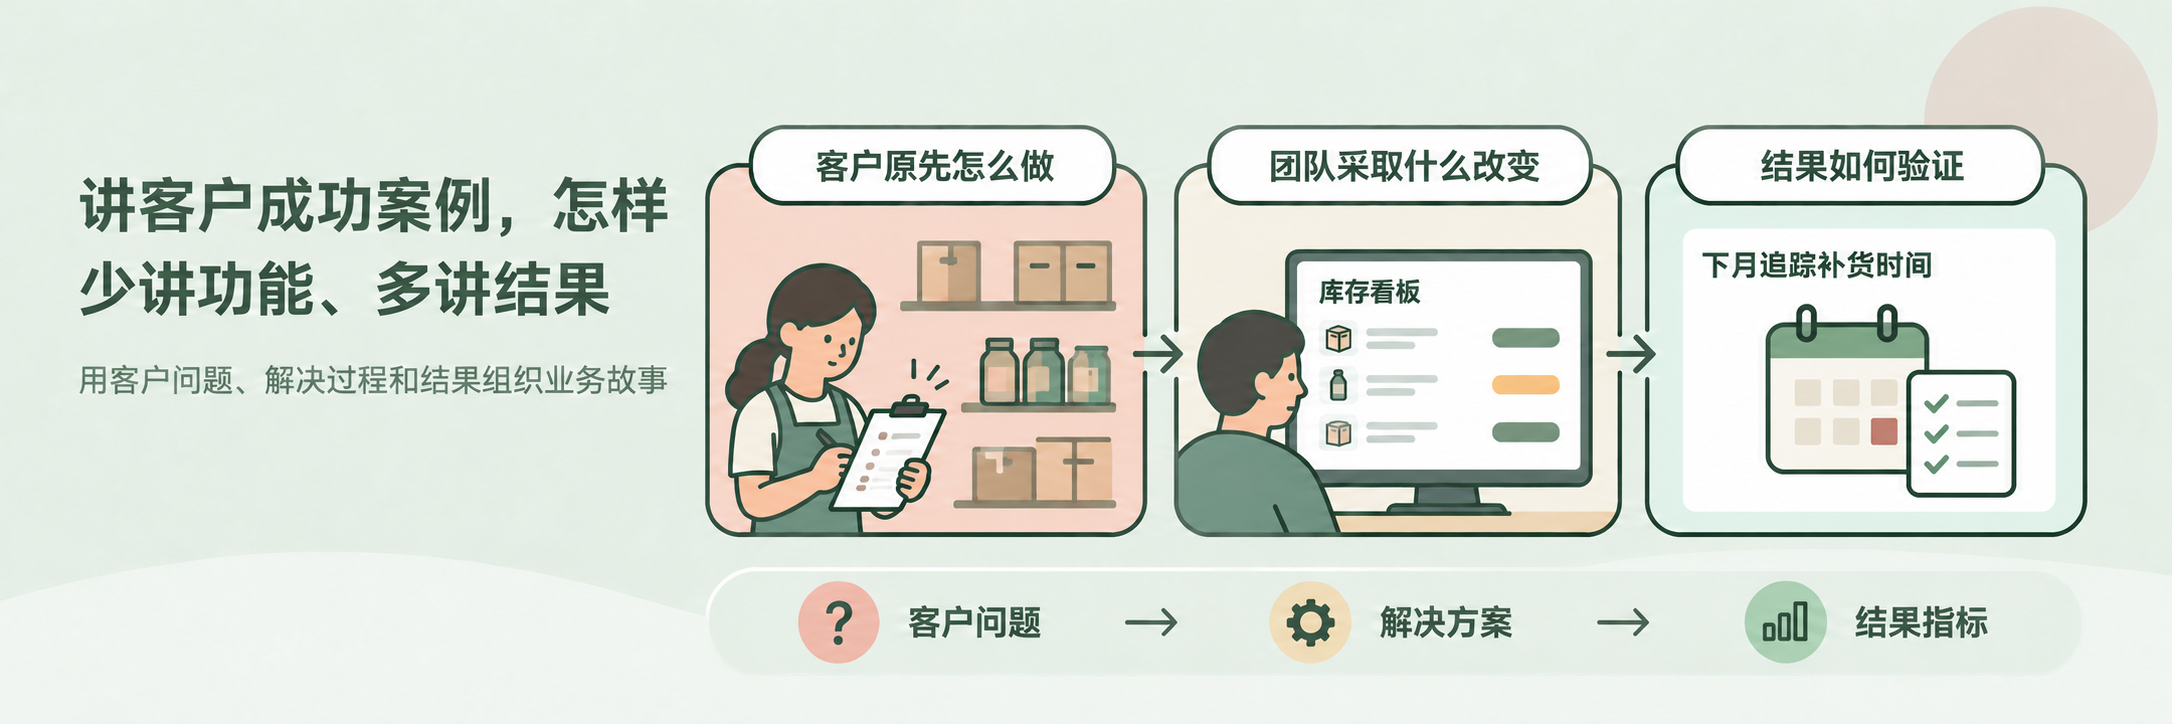 讲客户成功案例，怎样
少讲功能、多讲结果
用客户问题、解决过程和结果组织业务故事
客户原先怎么做
团队采取什么改变
库存看板
结果如何验证
下月追踪补货时间
?
客户问题
解决方案
结果指标